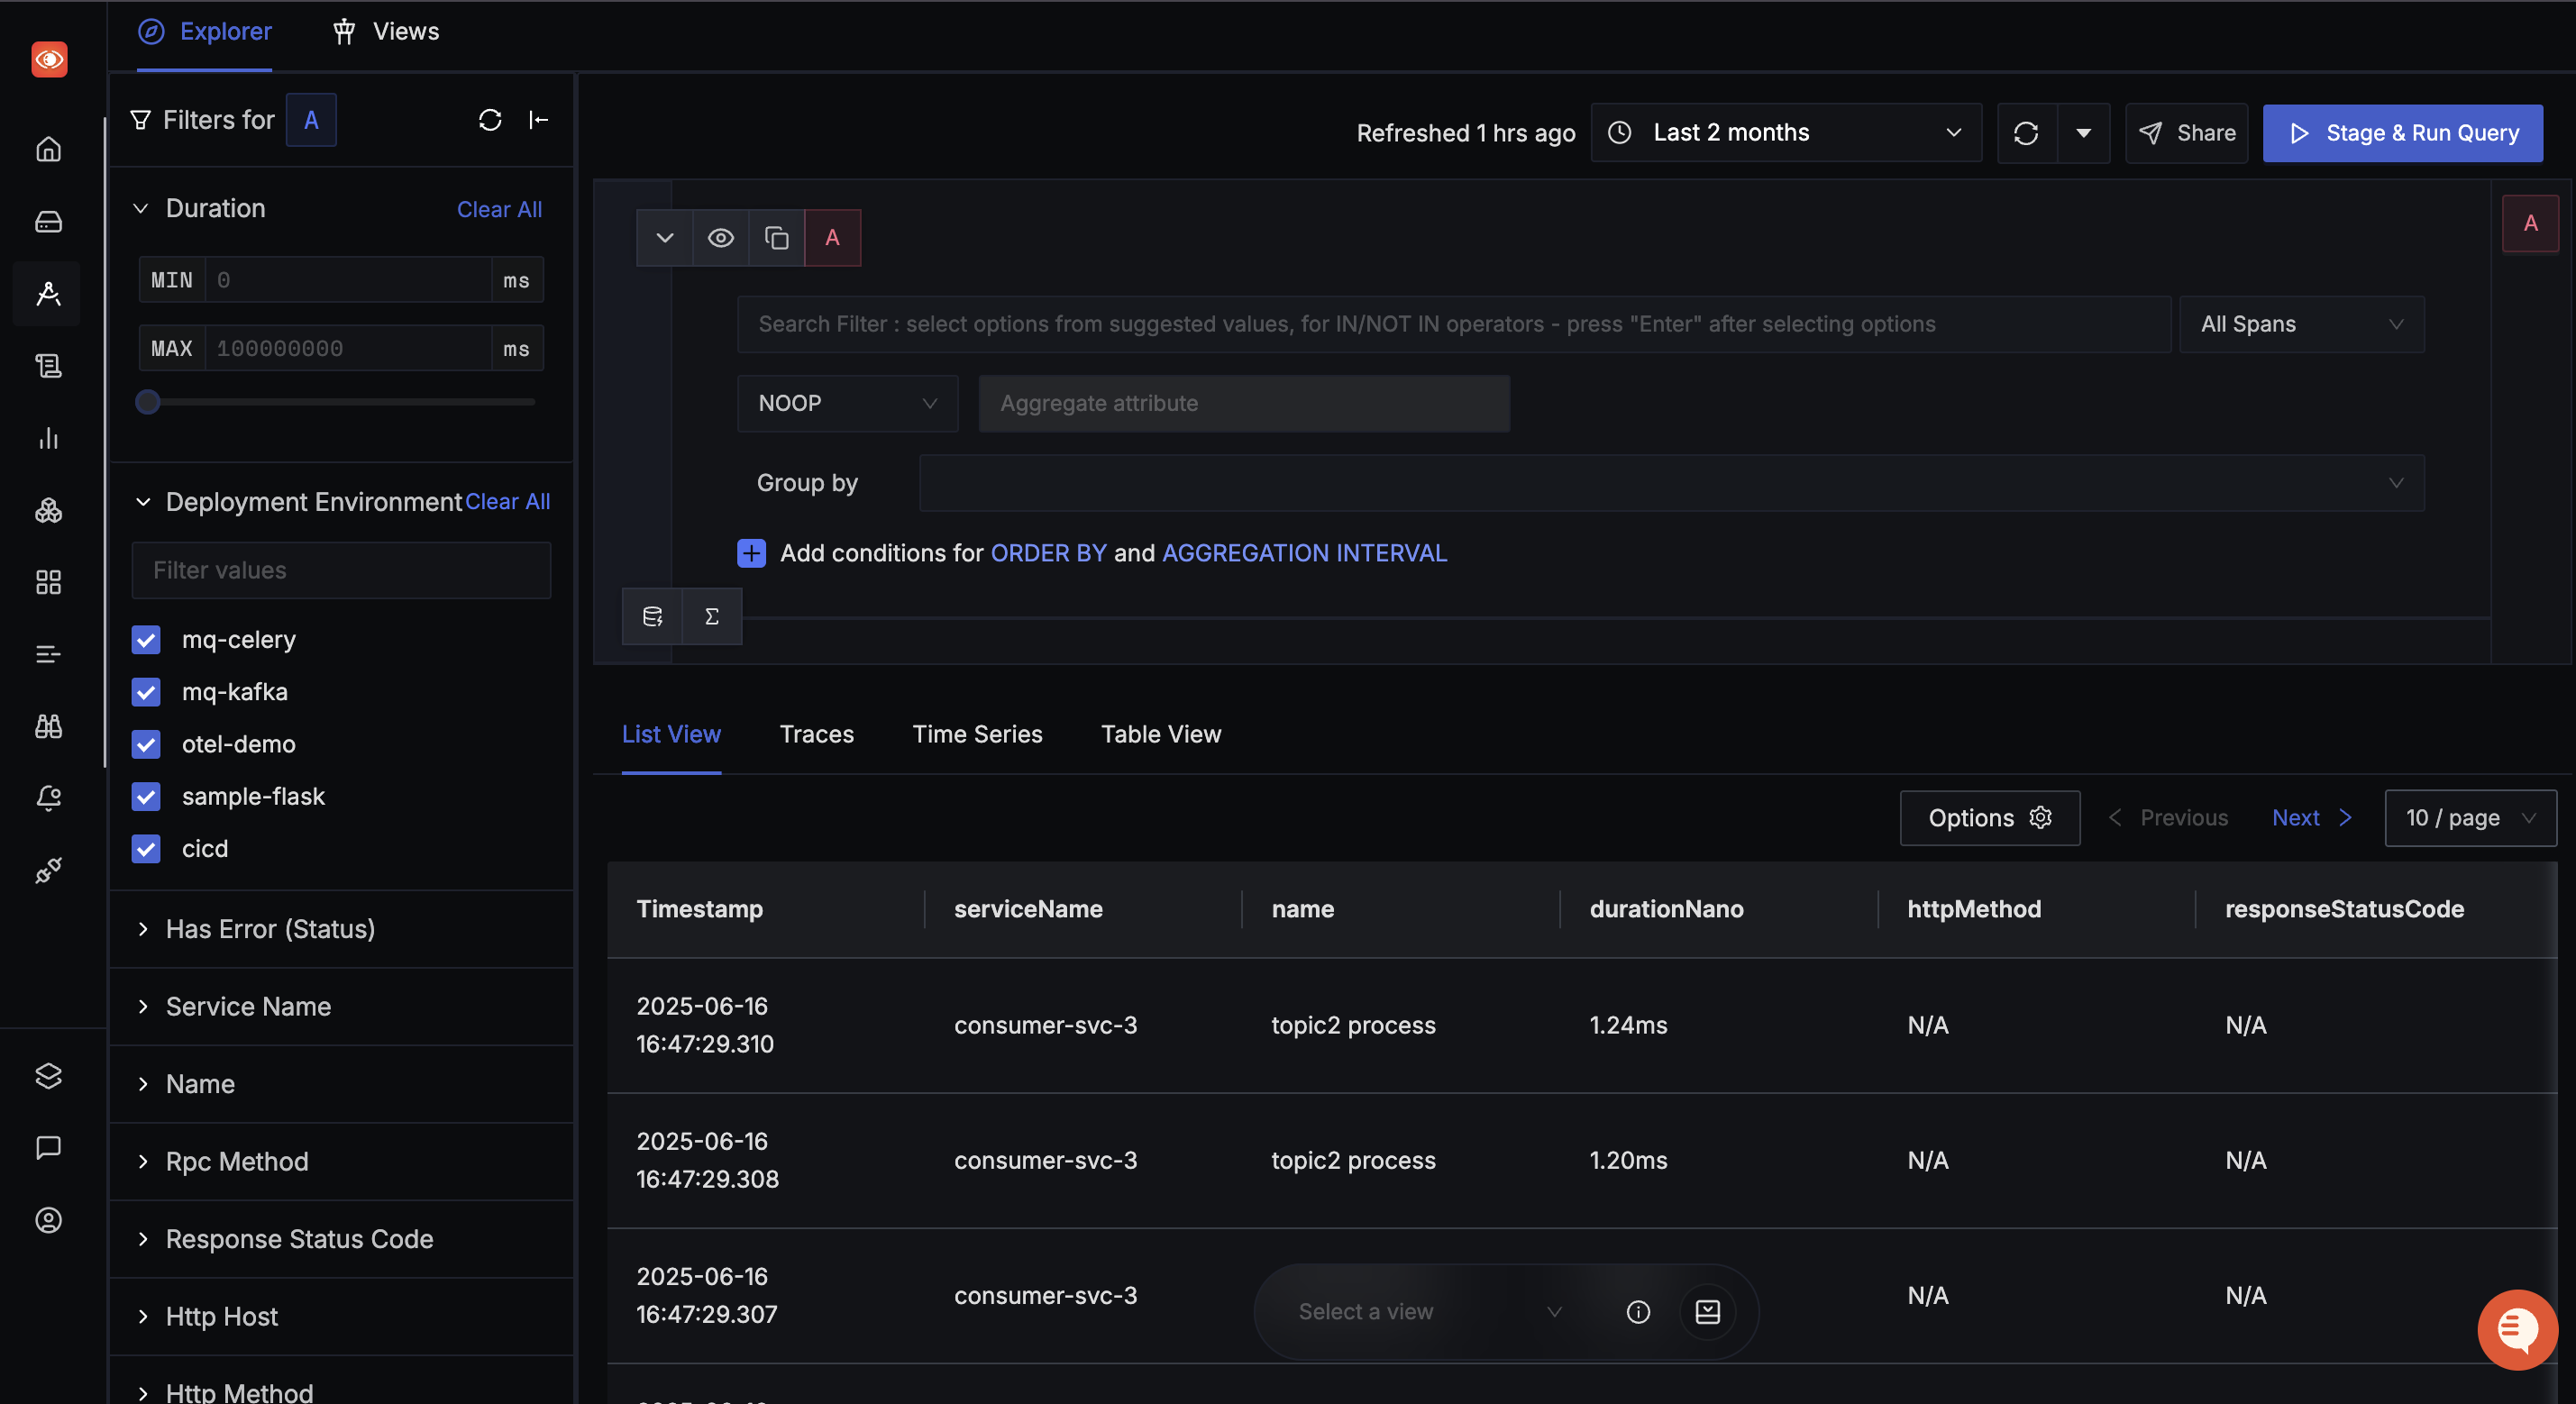 Explorer
Views
Filters for A
Refreshed 1 hrs ago
Last 2 months
Share
Stage & Run Query
Duration
Clear All
MIN 0 ms
MAX 100000000 ms
Deployment Environment
Clear All
Filter values
mq-celery
mq-kafka
otel-demo
sample-flask
cicd
Has Error (Status)
Service Name
Name
Rpc Method
Response Status Code
Http Host
Http Method
A
A
Search Filter : select options from suggested values, for IN/NOT IN operators - press "Enter" after selecting options
All Spans
NOOP
Aggregate attribute
Group by
Add conditions for ORDER BY and AGGREGATION INTERVAL
Σ
List View
Traces
Time Series
Table View
Options
Previous
Next
10 / page
Timestamp serviceName name durationNano httpMethod responseStatusCode
2025-06-16
16:47:29.310
consumer-svc-3 topic2 process 1.24ms N/A N/A
2025-06-16
16:47:29.308
consumer-svc-3 topic2 process 1.20ms N/A N/A
2025-06-16
16:47:29.307
consumer-svc-3 N/A N/A
Select a view